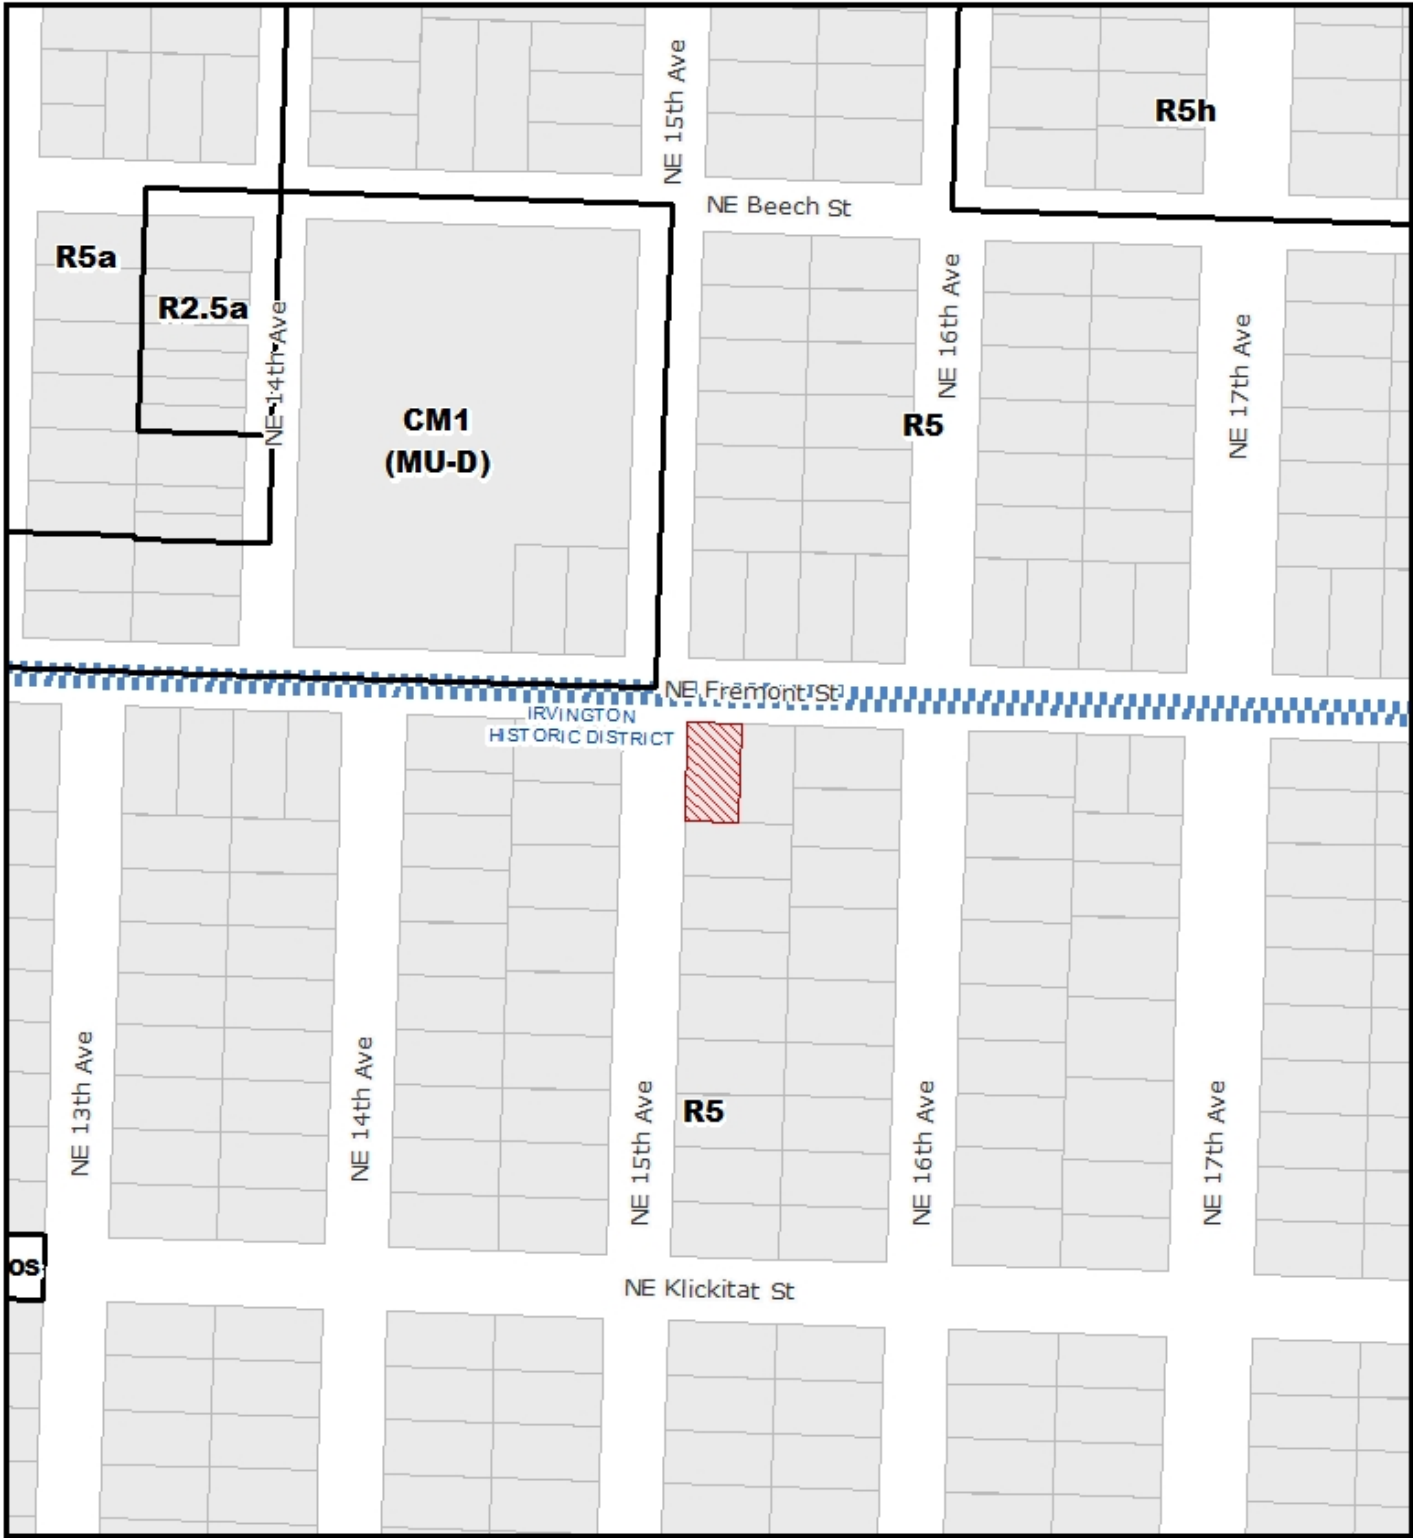 NE 15th Ave
R5h
NE Beech St
R5a
R2.5a
NE 14th Ave
NE 16th Ave
NE 17th Ave
CM1
(MU-D)
R5
NE Fremont St
IRVINGTON
HISTORIC DISTRICT
NE 13th Ave
NE 14th Ave
NE 15th Ave
R5
NE 16th Ave
NE 17th Ave
OS
NE Klickitat St